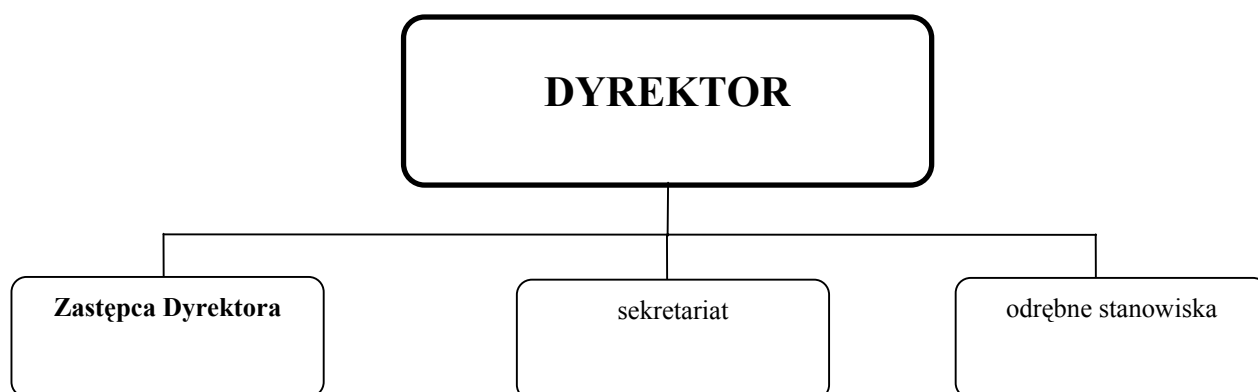 DYREKTOR
Zastępca Dyrektora
sekretariat
odrębne stanowiska